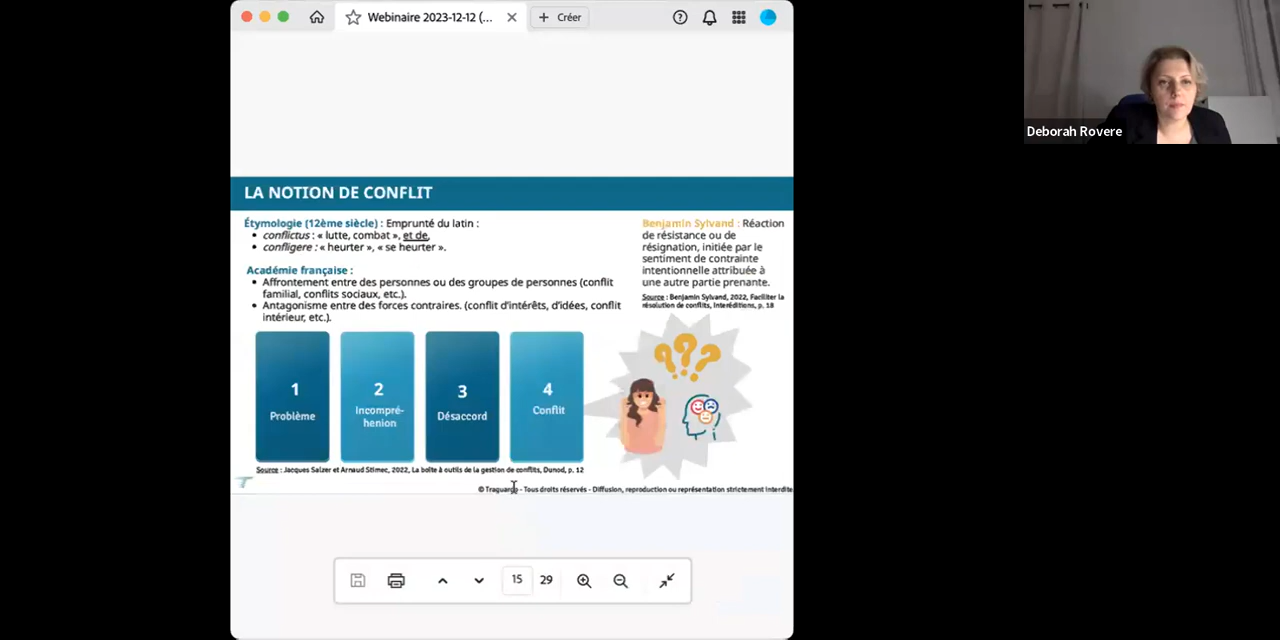 Webinaire 2023-12-12 (...
Créer
Deborah Rovere
LA NOTION DE CONFLIT
Étymologie (12ème siècle) : Emprunté du latin :
• conflictus : « lutte, combat », et de,
• confligere : « heurter », « se heurter ».
Académie française :
• Affrontement entre des personnes ou des groupes de personnes (conflit
familial, conflits sociaux, etc.).
• Antagonisme entre des forces contraires. (conflit d'intérêts, d'idées, conflit
intérieur, etc.).
Benjamin Sylvand : Réaction
de résistance ou de
résignation, initiée par le
sentiment de contrainte
intentionnelle attribuée à
une autre partie prenante.
Source : Benjamin Sylvand, 2022, Faciliter la
résolution de conflits, Interéditions, p. 18
1
Problème
2
Incompré-
henion
3
Désaccord
4
Conflit
???
Source : Jacques Salzer et Arnaud Stimec, 2022, La boîte à outils de la gestion de conflits, Dunod, p. 12
© Traguardo - Tous droits réservés - Diffusion, reproduction ou représentation strictement interdite
15 29